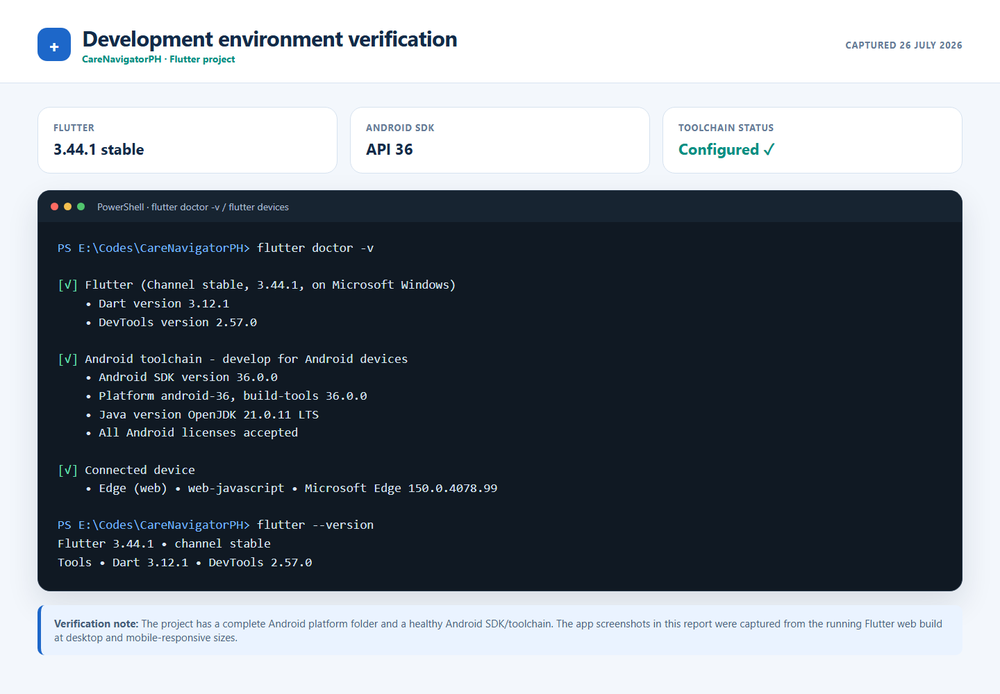 +
Development environment verification
CareNavigatorPH · Flutter project
CAPTURED 26 JULY 2026
FLUTTER
3.44.1 stable
ANDROID SDK
API 36
TOOLCHAIN STATUS
Configured ✓
PowerShell · flutter doctor -v / flutter devices
PS E:\Codes\CareNavigatorPH> flutter doctor -v
[√] Flutter (Channel stable, 3.44.1, on Microsoft Windows)
• Dart version 3.12.1
• DevTools version 2.57.0
[√] Android toolchain - develop for Android devices
• Android SDK version 36.0.0
• Platform android-36, build-tools 36.0.0
• Java version OpenJDK 21.0.11 LTS
• All Android licenses accepted
[√] Connected device
• Edge (web) • web-javascript • Microsoft Edge 150.0.4078.99
PS E:\Codes\CareNavigatorPH> flutter --version
Flutter 3.44.1 • channel stable
Tools • Dart 3.12.1 • DevTools 2.57.0
Verification note: The project has a complete Android platform folder and a healthy Android SDK/toolchain. The app screenshots in this report were captured from the running Flutter web build
at desktop and mobile-responsive sizes.